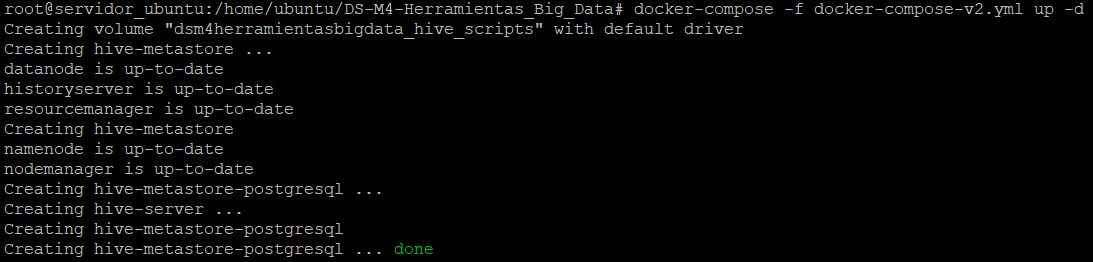 root@servidor_ubuntu:/home/ubuntu/DS-M4-Herramientas_Big_Data# docker-compose -f docker-compose-v2.yml up -d
Creating volume "dsm4herramientasbigdata_hive_scripts" with default driver
Creating hive-metastore ...
datanode is up-to-date
historyserver is up-to-date
resourcemanager is up-to-date
Creating hive-metastore
namenode is up-to-date
nodemanager is up-to-date
Creating hive-metastore-postgresql ...
Creating hive-server ...
Creating hive-metastore-postgresql
Creating hive-metastore-postgresql ... done